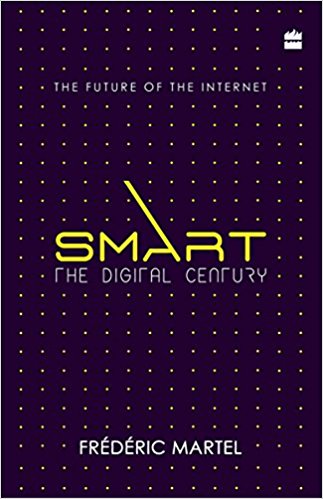 THE FUTURE OF THE INTERNET
SMART
THE DIGITAL CENTURY
FRÉDÉRIC MARTEL